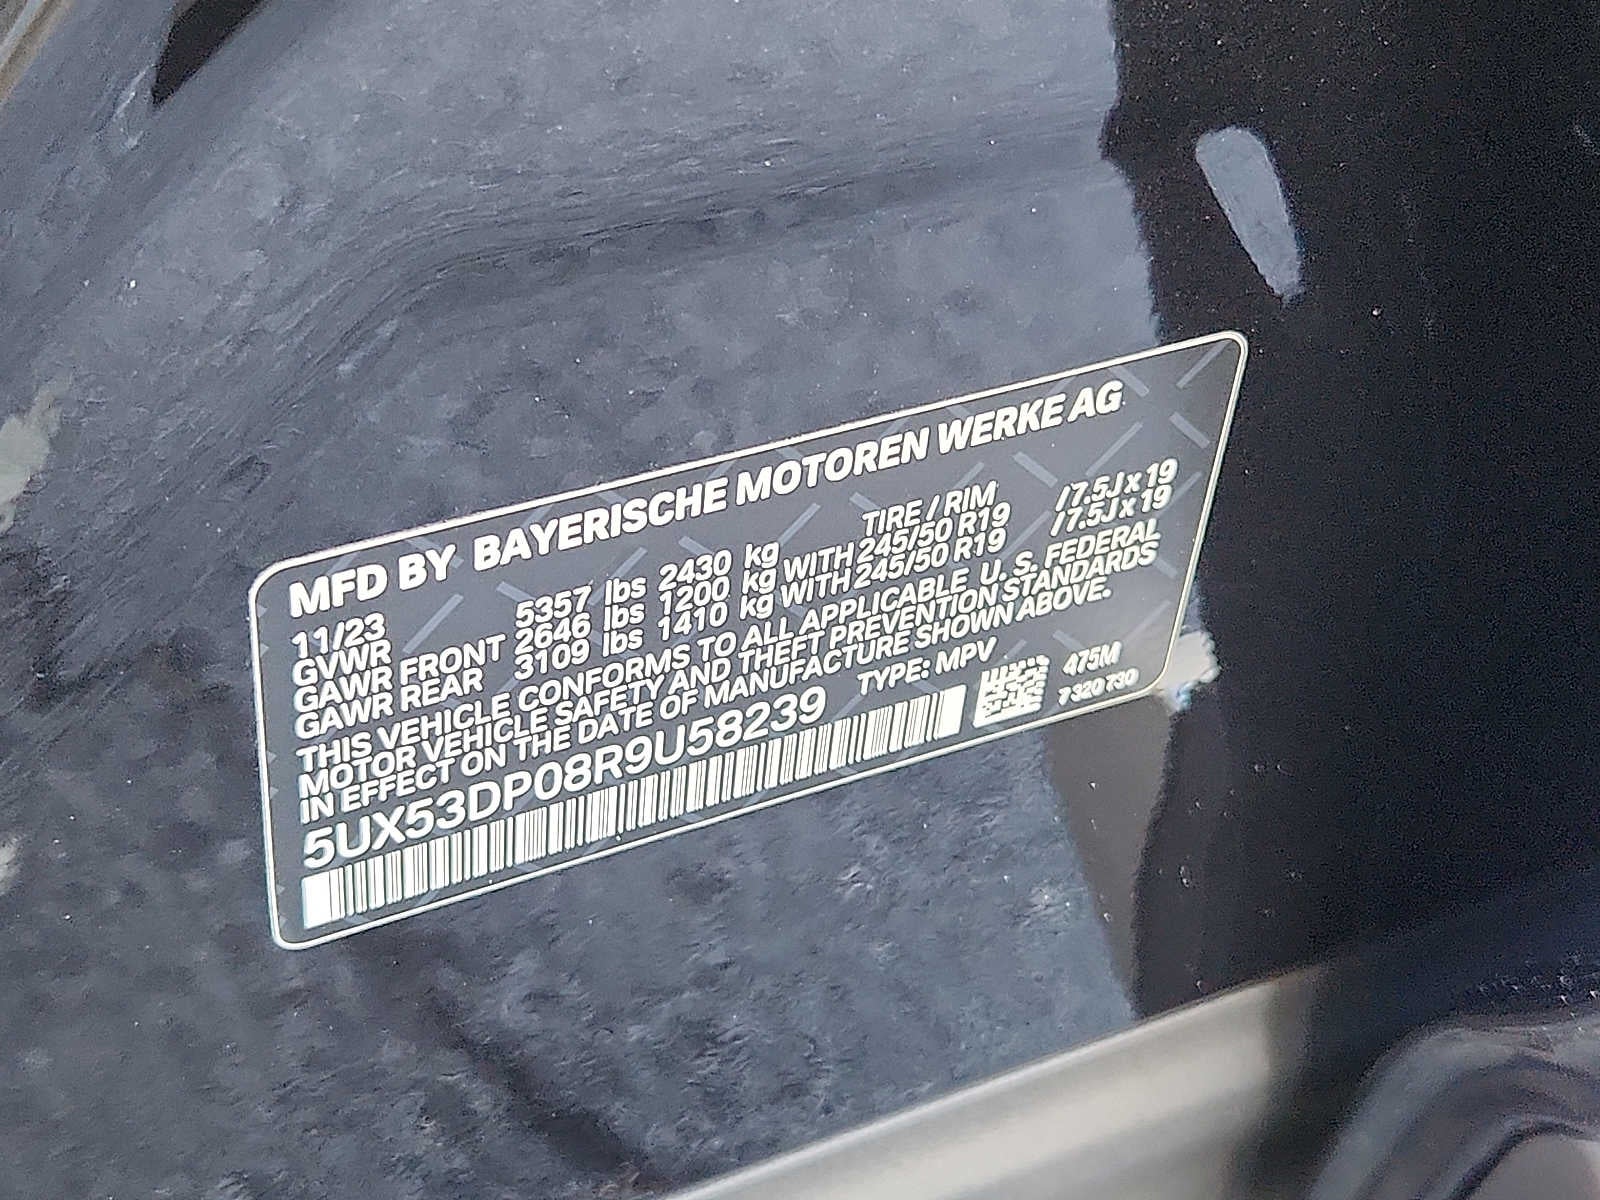 MFD BY BAYERISCHE MOTOREN WERKE AG
11/23 TIRE / RIM
GVWR 5357 lbs 2430 kg
GAWR FRONT 2646 lbs 1200 kg WITH 245/50 R19 / 7.5J x 19
GAWR REAR 3109 lbs 1410 kg WITH 245/50 R19 / 7.5J x 19
THIS VEHICLE CONFORMS TO ALL APPLICABLE U. S. FEDERAL
MOTOR VEHICLE SAFETY AND THEFT PREVENTION STANDARDS
IN EFFECT ON THE DATE OF MANUFACTURE SHOWN ABOVE.
5UX53DP08R9U58239 TYPE: MPV
475M
7 320 730